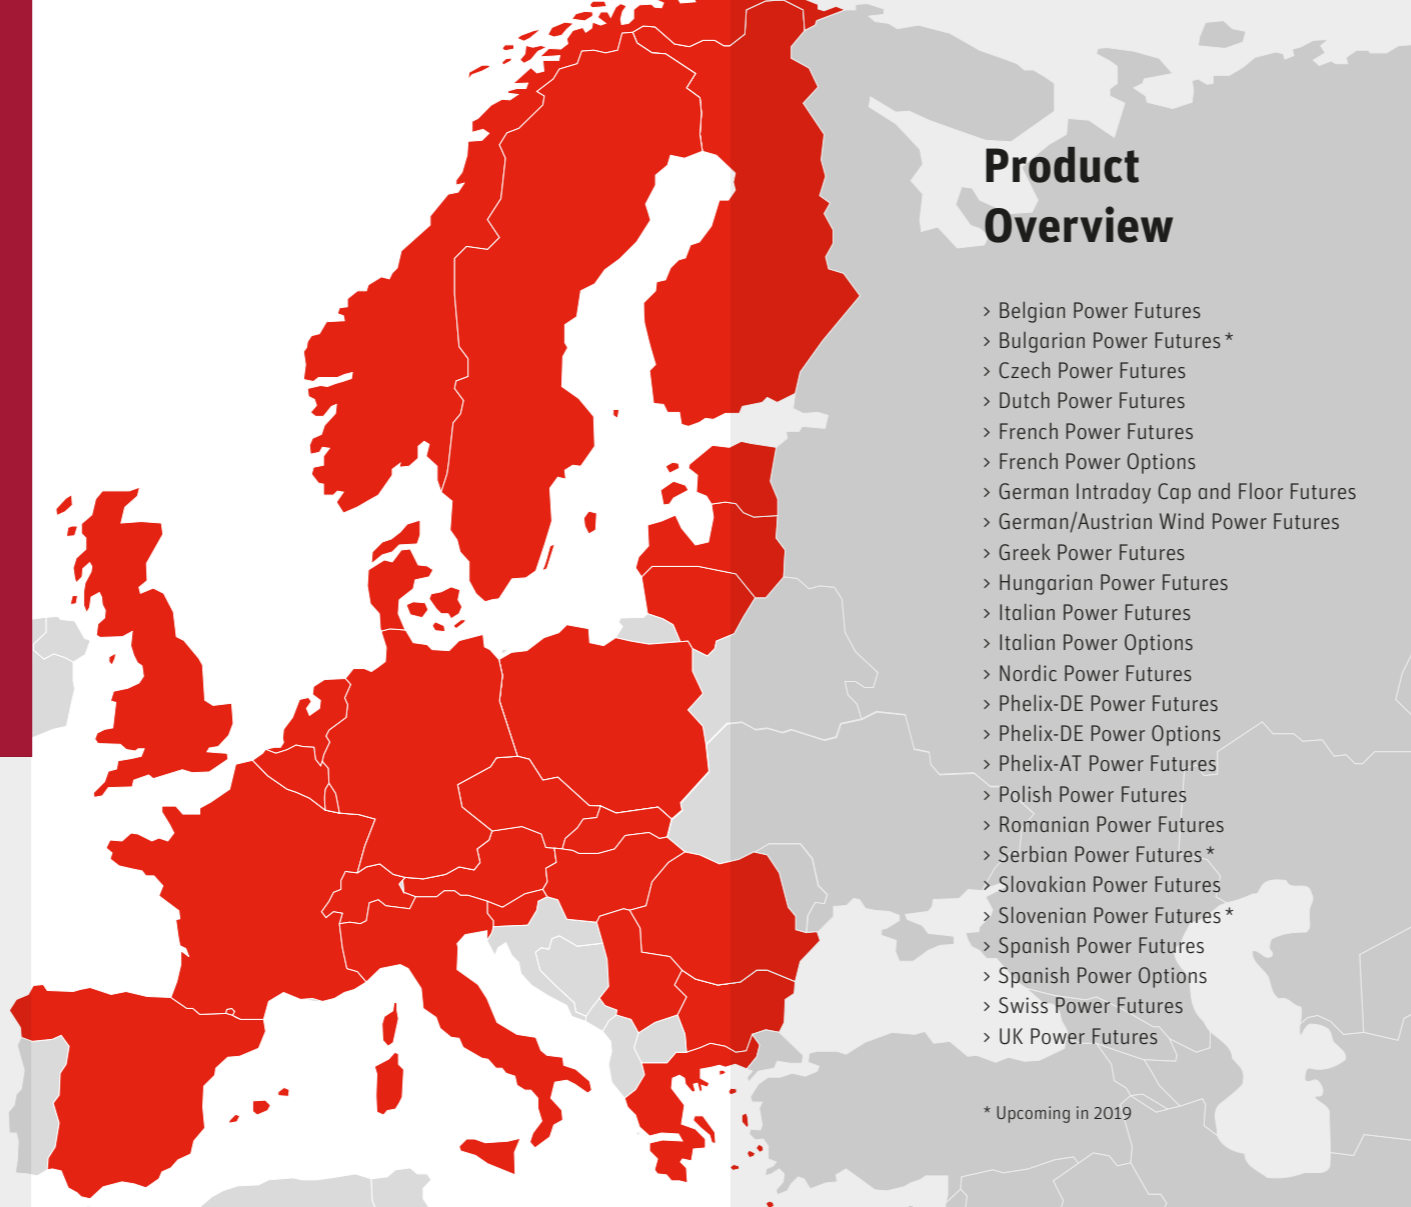 Product
Overview
> Belgian Power Futures
> Bulgarian Power Futures *
> Czech Power Futures
> Dutch Power Futures
> French Power Futures
> French Power Options
> German Intraday Cap and Floor Futures
> German/Austrian Wind Power Futures
> Greek Power Futures
> Hungarian Power Futures
> Italian Power Futures
> Italian Power Options
> Nordic Power Futures
> Phelix-DE Power Futures
> Phelix-DE Power Options
> Phelix-AT Power Futures
> Polish Power Futures
> Romanian Power Futures
> Serbian Power Futures *
> Slovakian Power Futures
> Slovenian Power Futures *
> Spanish Power Futures
> Spanish Power Options
> Swiss Power Futures
> UK Power Futures
* Upcoming in 2019